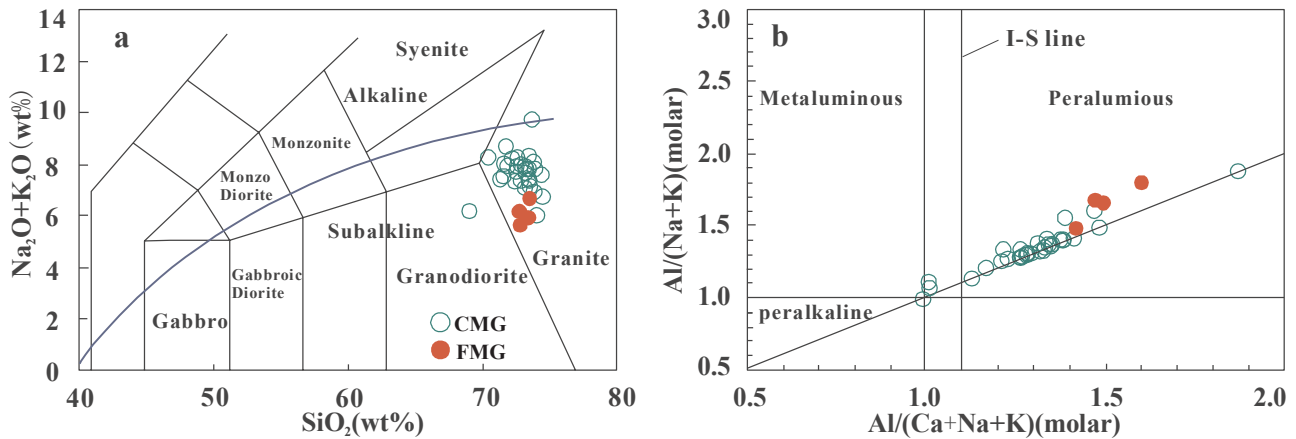 a
Na₂O+K₂O (wt%)
14
12
10
8
6
4
2
0
Syenite
Alkaline
Monzonite
Monzo
Diorite
Subalkline
Gabbroic
Diorite
Granodiorite
Granite
Gabbro
CMG
FMG
40
50
60
70
80
SiO₂(wt%)
b
I-S line
Al/(Na+K)(molar)
3.0
2.5
2.0
1.5
1.0
0.5
Metaluminous
Peralumious
peralkaline
0.5
1.0
1.5
2.0
Al/(Ca+Na+K)(molar)